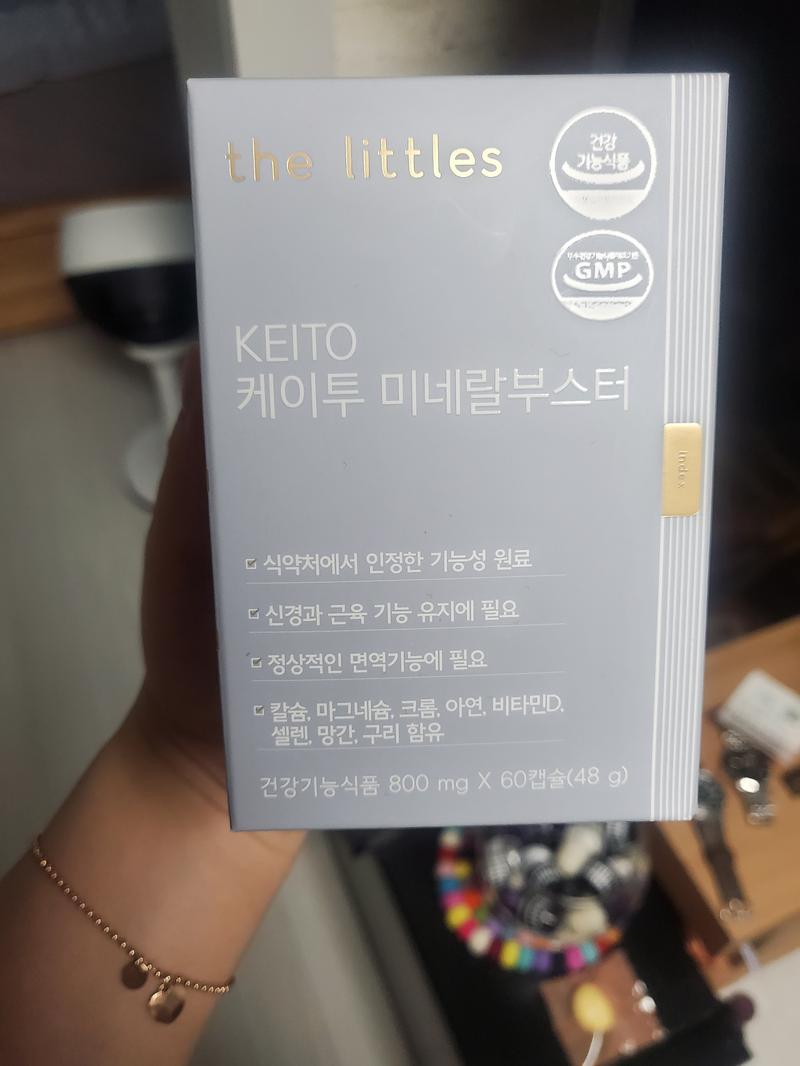 the littles
건강
기능식품
GMP
KEITO
케이투 미네랄부스터
Index
식약처에서 인정한 기능성 원료
신경과 근육 기능 유지에 필요
정상적인 면역기능에 필요
칼슘, 마그네슘, 크롬, 아연, 비타민D,
셀렌, 망간, 구리 함유
건강기능식품 800 mg X 60캡슐(48 g)